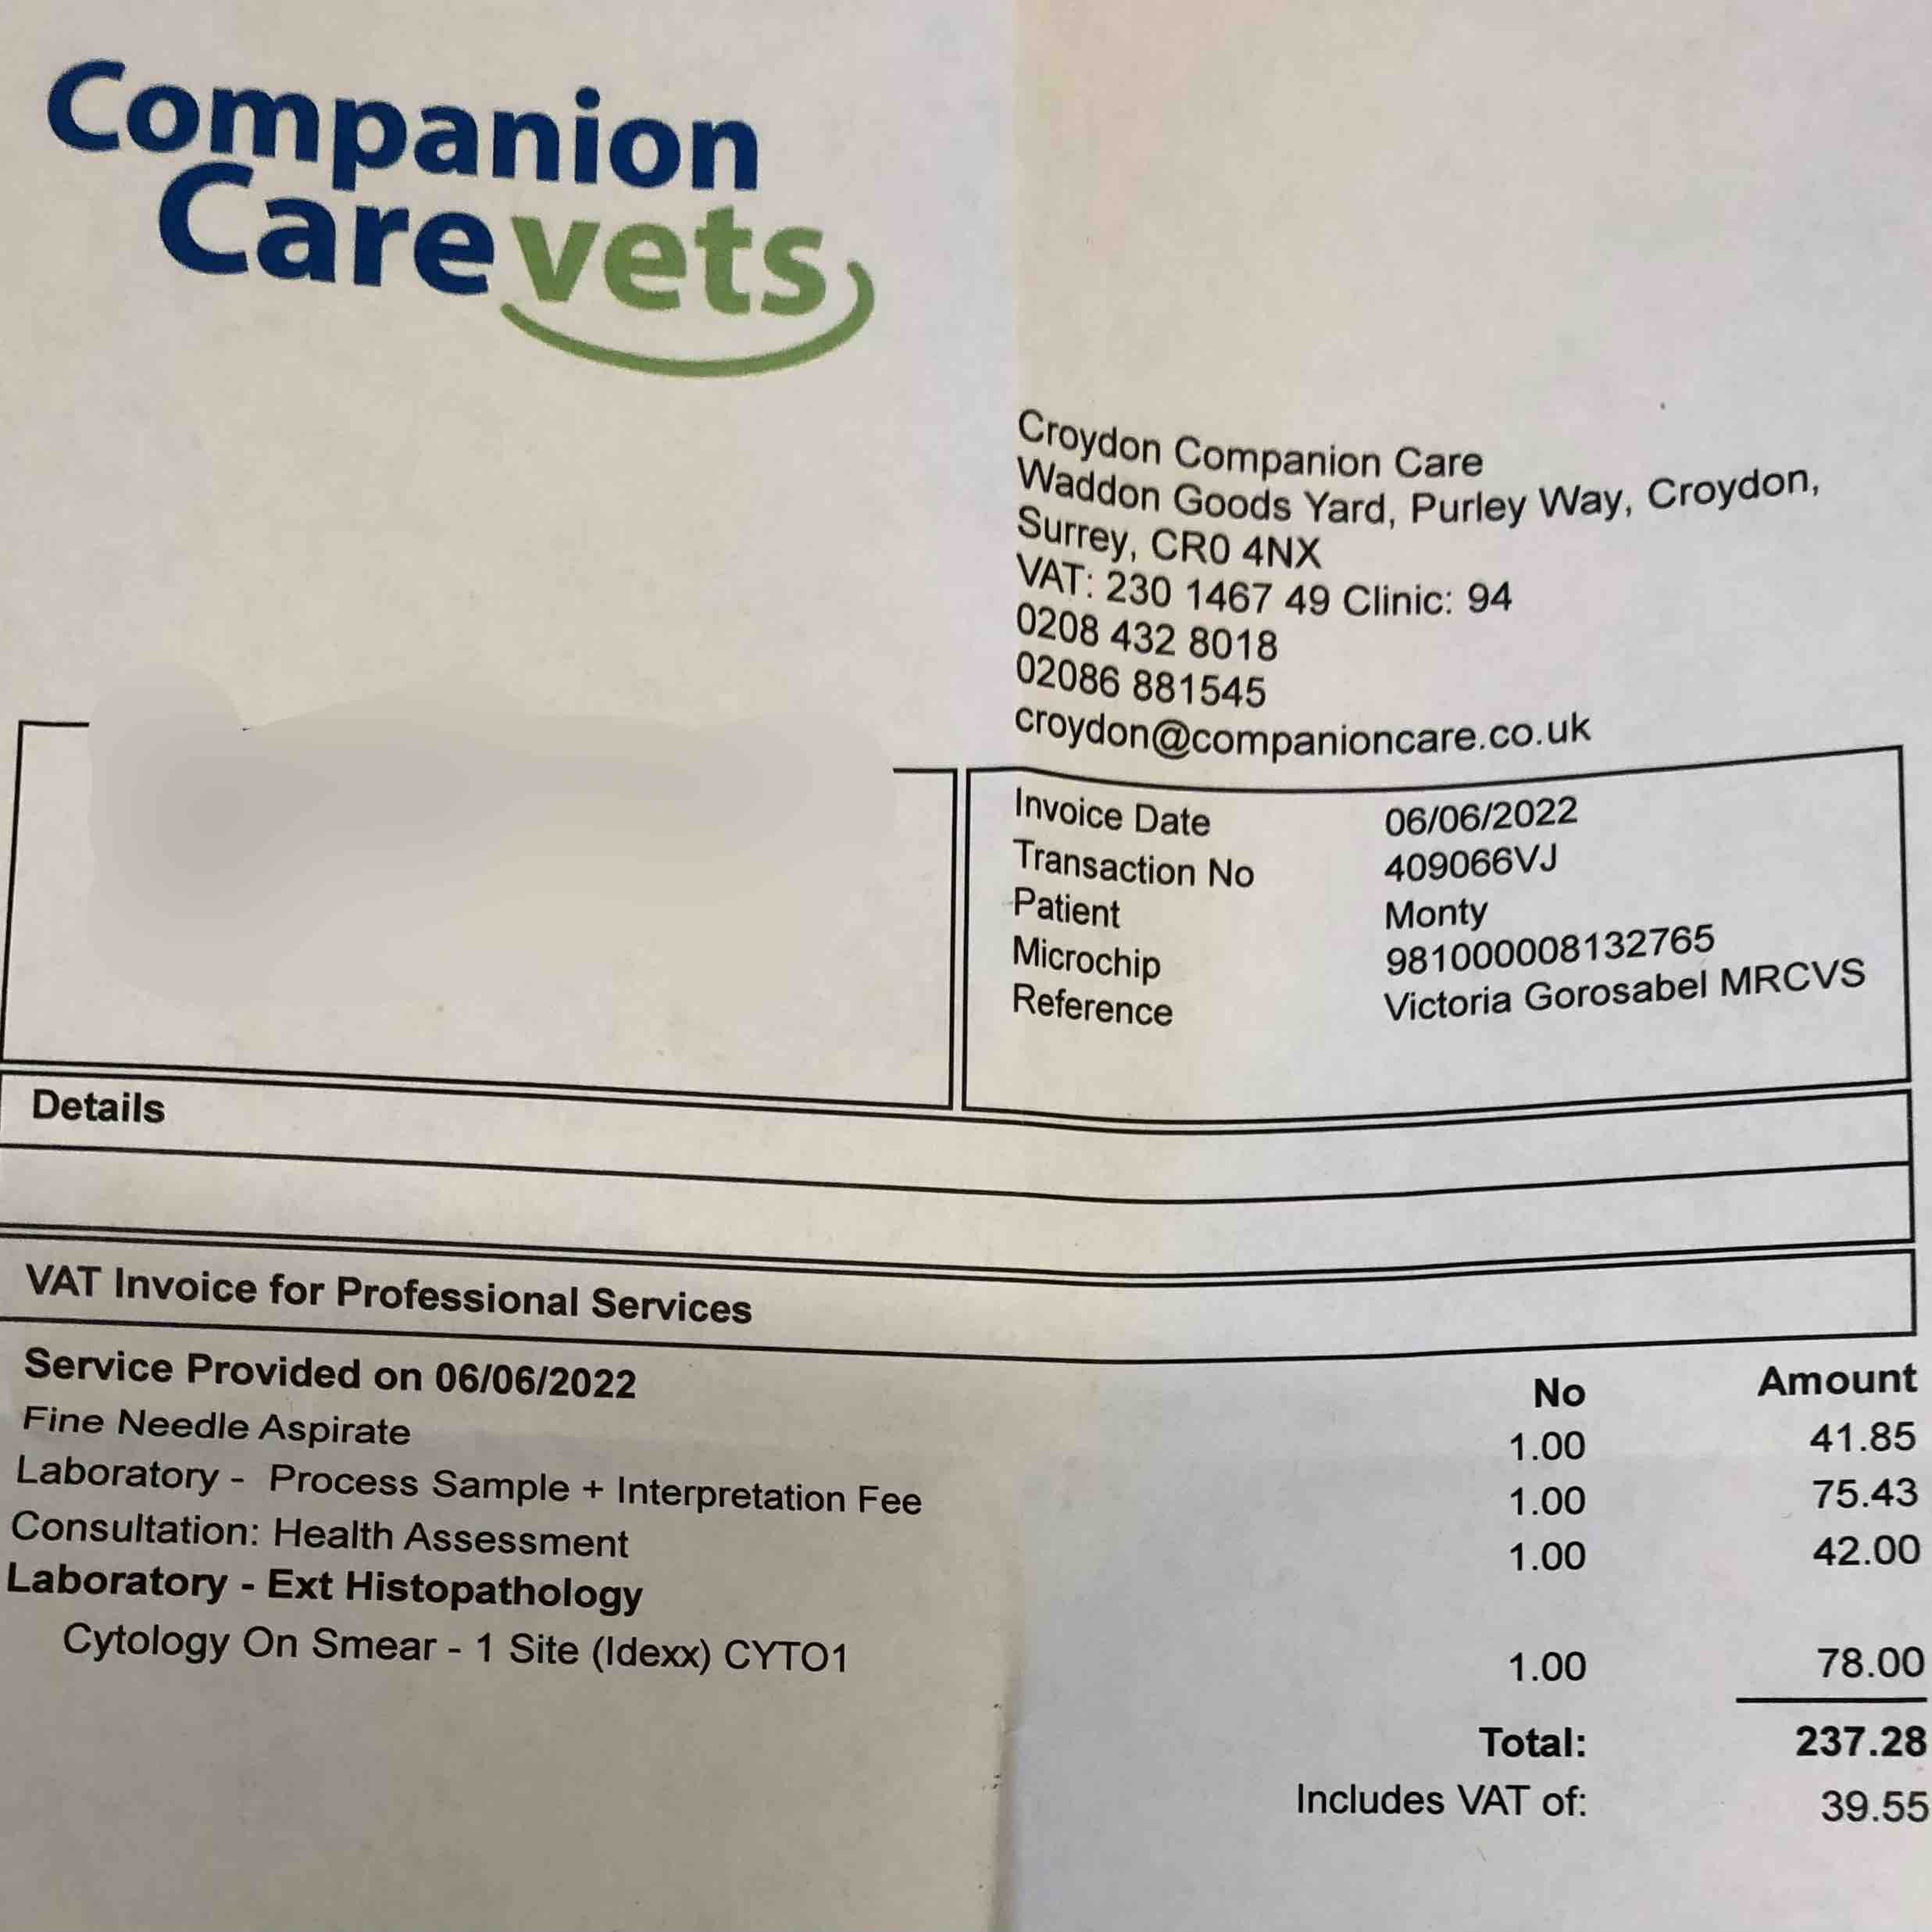 Companion
Care vets
Croydon Companion Care
Waddon Goods Yard, Purley Way, Croydon,
Surrey, CR0 4NX
VAT: 230 1467 49 Clinic: 94
0208 432 8018
02086 881545
croydon@companioncare.co.uk
Invoice Date 06/06/2022
Transaction No 409066VJ
Patient Monty
Microchip 981000008132765
Reference Victoria Gorosabel MRCVS
Details
VAT Invoice for Professional Services
Service Provided on 06/06/2022 No Amount
Fine Needle Aspirate 1.00 41.85
Laboratory - Process Sample + Interpretation Fee 1.00 75.43
Consultation: Health Assessment 1.00 42.00
Laboratory - Ext Histopathology
Cytology On Smear - 1 Site (Idexx) CYTO1 1.00 78.00
Total: 237.28
Includes VAT of: 39.55